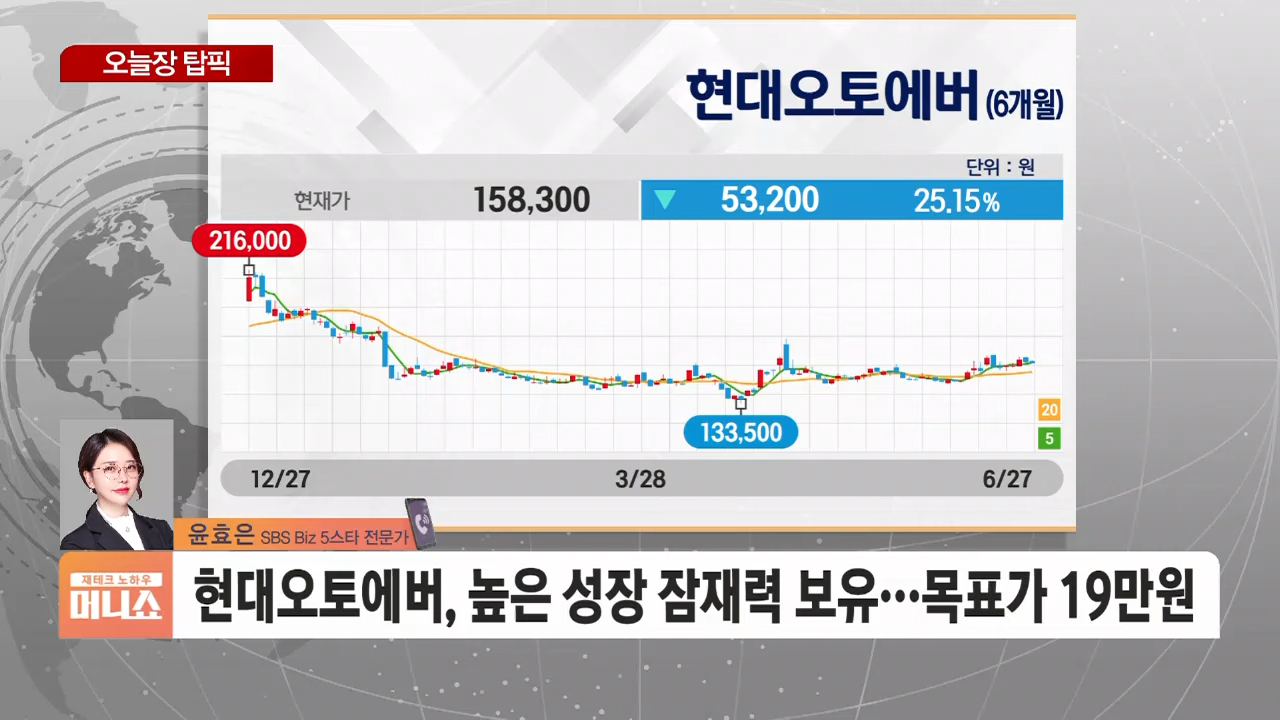 오늘장 탑픽
현대오토에버 (6개월)
단위 : 원
현재가 158,300 ▼ 53,200 25.15%
216,000
133,500
20
5
12/27 3/28 6/27
윤효은 SBS Biz 5스타 전문가
재테크 노하우
머니쇼
현대오토에버, 높은 성장 잠재력 보유…목표가 19만원